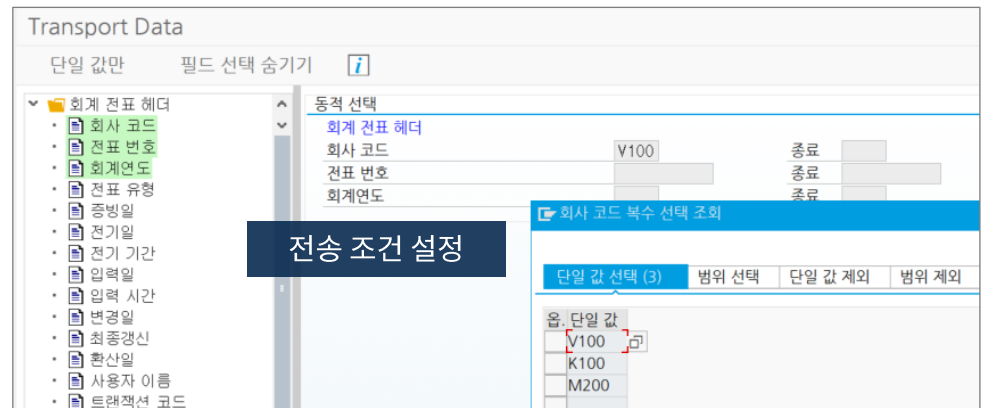 Transport Data
단일 값만 필드 선택 숨기기 i
회계 전표 헤더
회사 코드
전표 번호
회계연도
전표 유형
증빙일
전기일
전기 기간
입력일
입력 시간
변경일
최종갱신
환산일
사용자 이름
트랜잭션 코드
동적 선택
회계 전표 헤더
회사 코드 V100 종료
전표 번호 종료
회계연도 종료
전송 조건 설정
회사 코드 복수 선택 조회
단일 값 선택 (3) 범위 선택 단일 값 제외 범위 제외
옵. 단일 값
V100
K100
M200